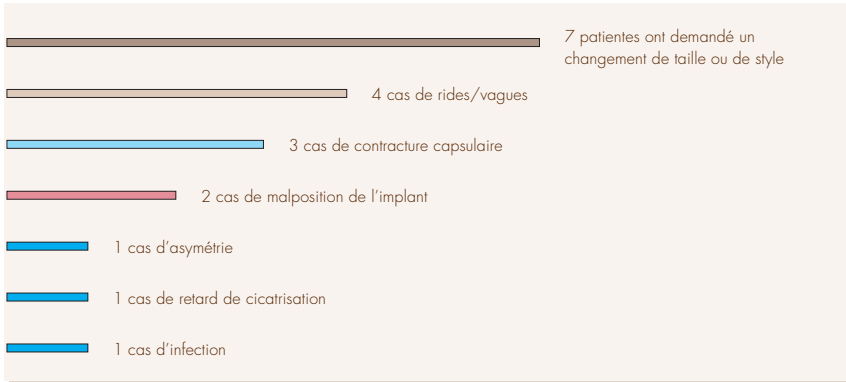 7 patientes ont demandé un
changement de taille ou de style
4 cas de rides/vagues
3 cas de contracture capsulaire
2 cas de malposition de l’implant
1 cas d’asymétrie
1 cas de retard de cicatrisation
1 cas d’infection